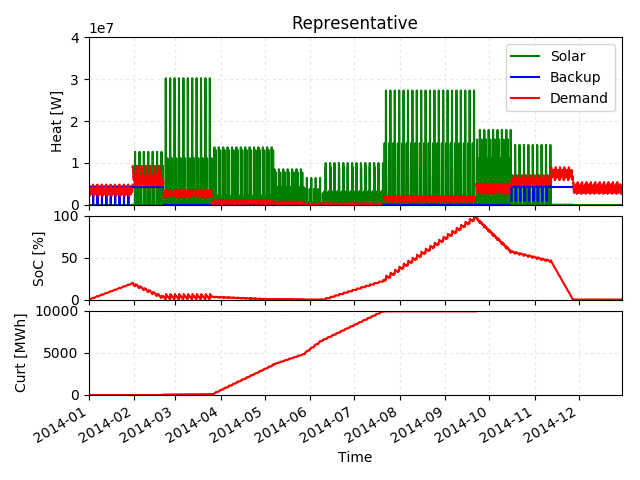 Representative
1e7
Heat [W]
4
3
2
1
0
Solar
Backup
Demand
SoC [%]
100
50
0
Curt [MWh]
10000
5000
0
2014-01 2014-02 2014-03 2014-04 2014-05 2014-06 2014-07 2014-08 2014-09 2014-10 2014-11 2014-12
Time